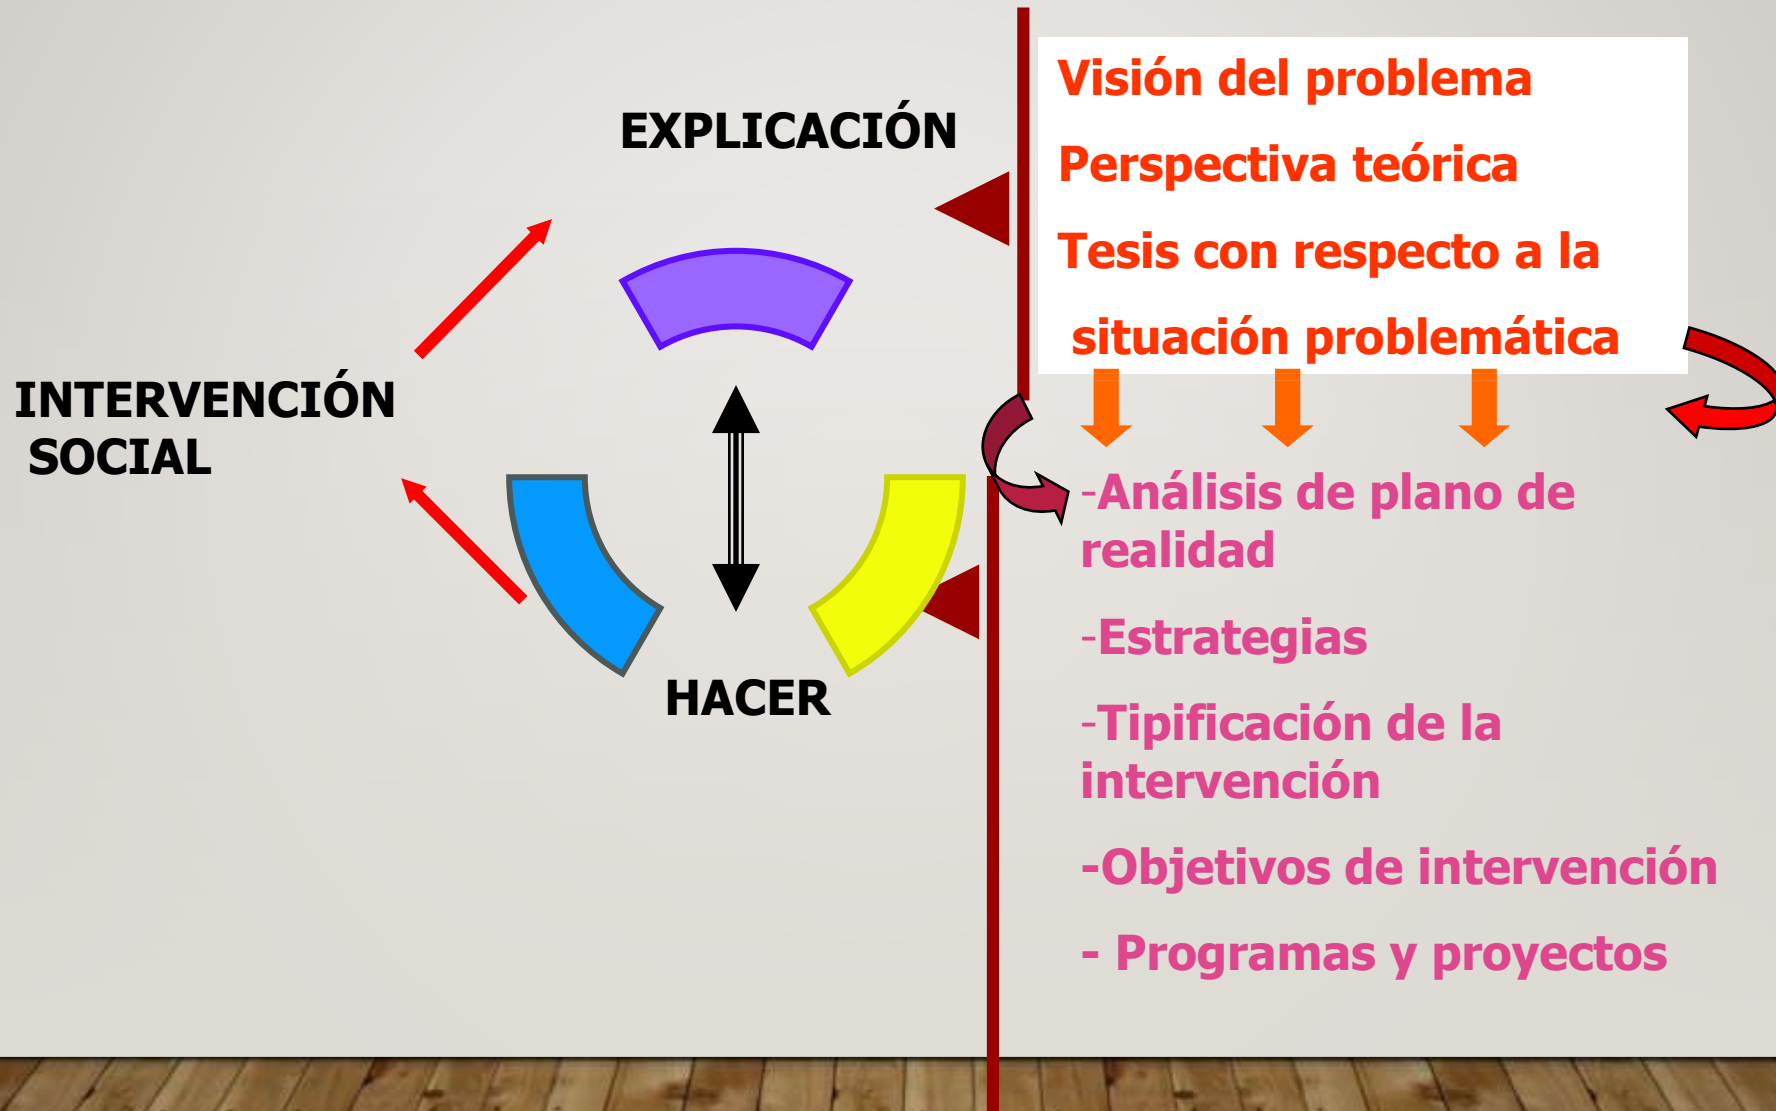 EXPLICACIÓN
INTERVENCIÓN
SOCIAL
HACER
Visión del problema
Perspectiva teórica
Tesis con respecto a la
situación problemática
-Análisis de plano de
realidad
-Estrategias
-Tipificación de la
intervención
-Objetivos de intervención
- Programas y proyectos